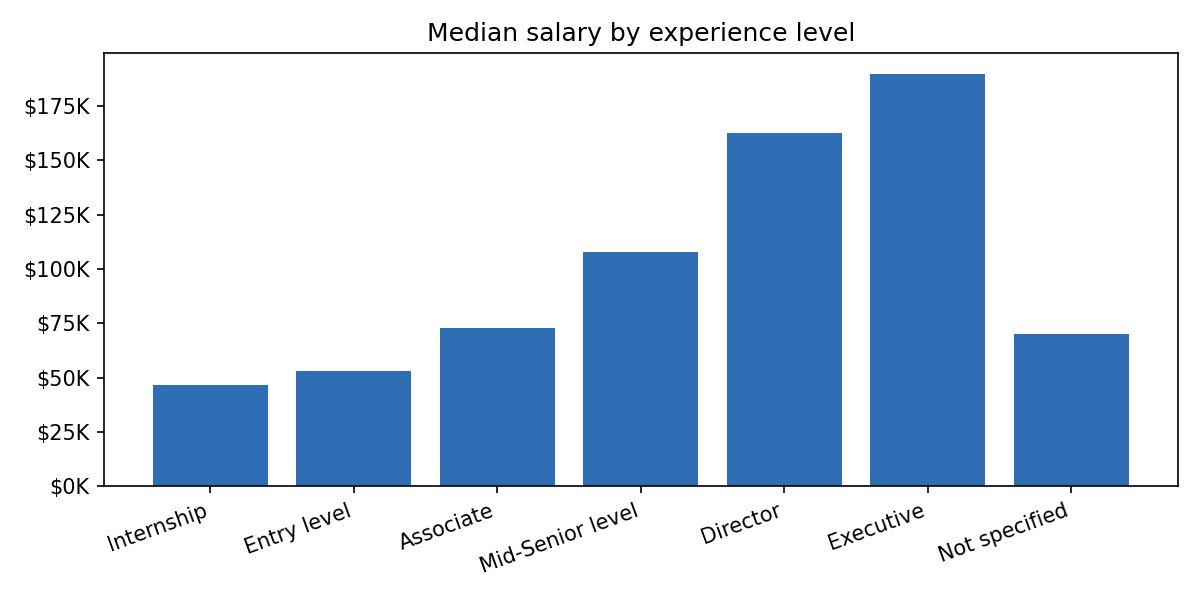 Median salary by experience level
$175K
$150K
$125K
$100K
$75K
$50K
$25K
$0K
Internship
Entry level
Associate
Mid-Senior level
Director
Executive
Not specified